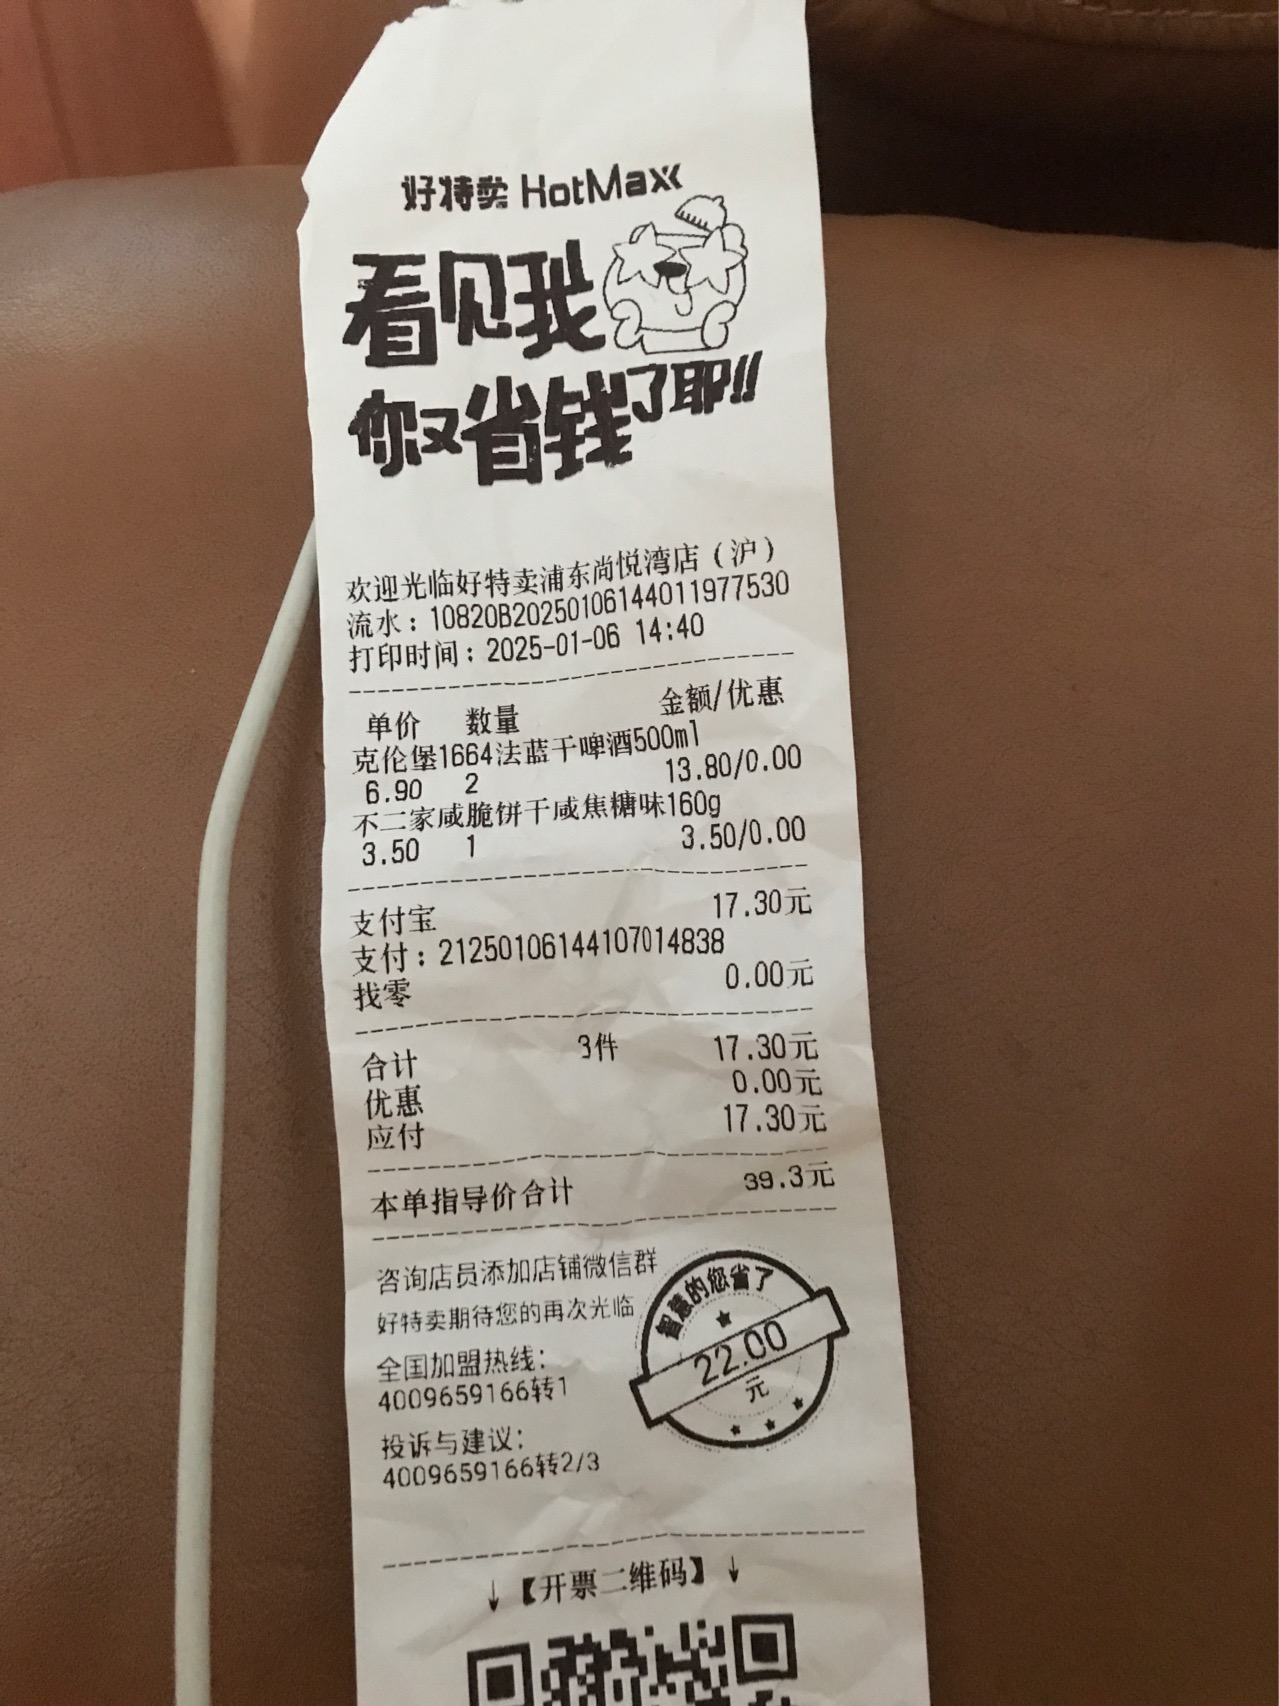 好特卖 HotMaxx
看见我
你又省钱了耶!!
欢迎光临好特卖浦东尚悦湾店（沪）
流水：10820B20250106144011977530
打印时间：2025-01-06 14:40
单价 数量 金额/优惠
克伦堡1664法蓝干啤酒500ml
6.90 2 13.80/0.00
不二家咸脆饼干咸焦糖味160g
3.50 1 3.50/0.00
支付宝 17.30元
支付：212501061441070​14838
找零 0.00元
合计 3件 17.30元
优惠 0.00元
应付 17.30元
本单指导价合计 39.3元
咨询店员添加店铺微信群
好特卖期待您的再次光临
全国加盟热线：
4009659166转1
投诉与建议：
4009659166转2/3
智慧的您省了
22.00
元
↓【开票二维码】↓